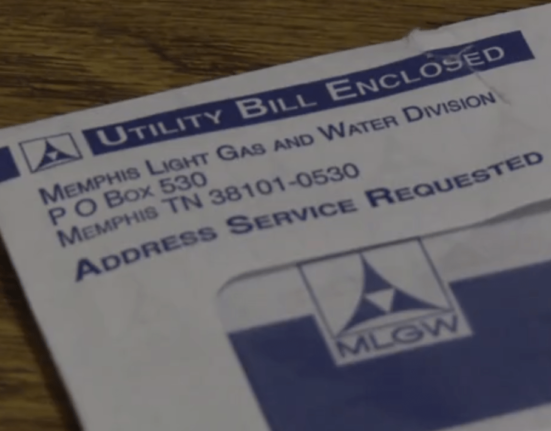 UTILITY BILL ENCLOSED
MEMPHIS LIGHT GAS AND WATER DIVISION
P O BOX 530
MEMPHIS TN 38101-0530
ADDRESS SERVICE REQUESTED
MLGW